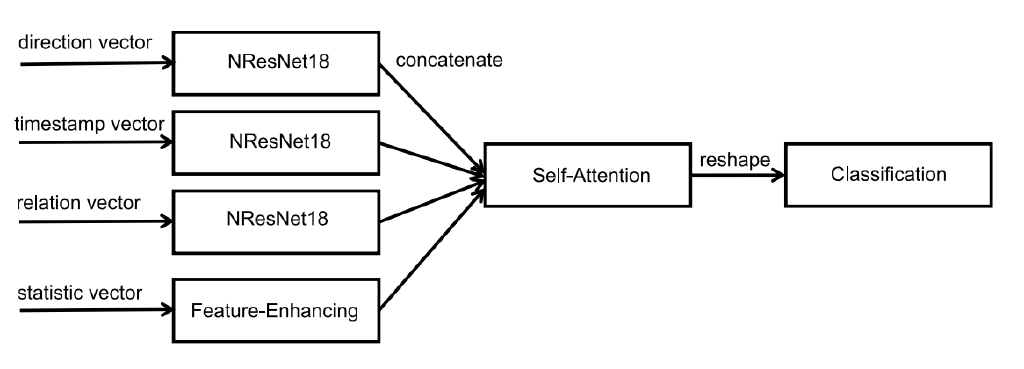 direction vector
NResNet18
concatenate
timestamp vector
NResNet18
relation vector
NResNet18
statistic vector
Feature-Enhancing
Self-Attention
reshape
Classification